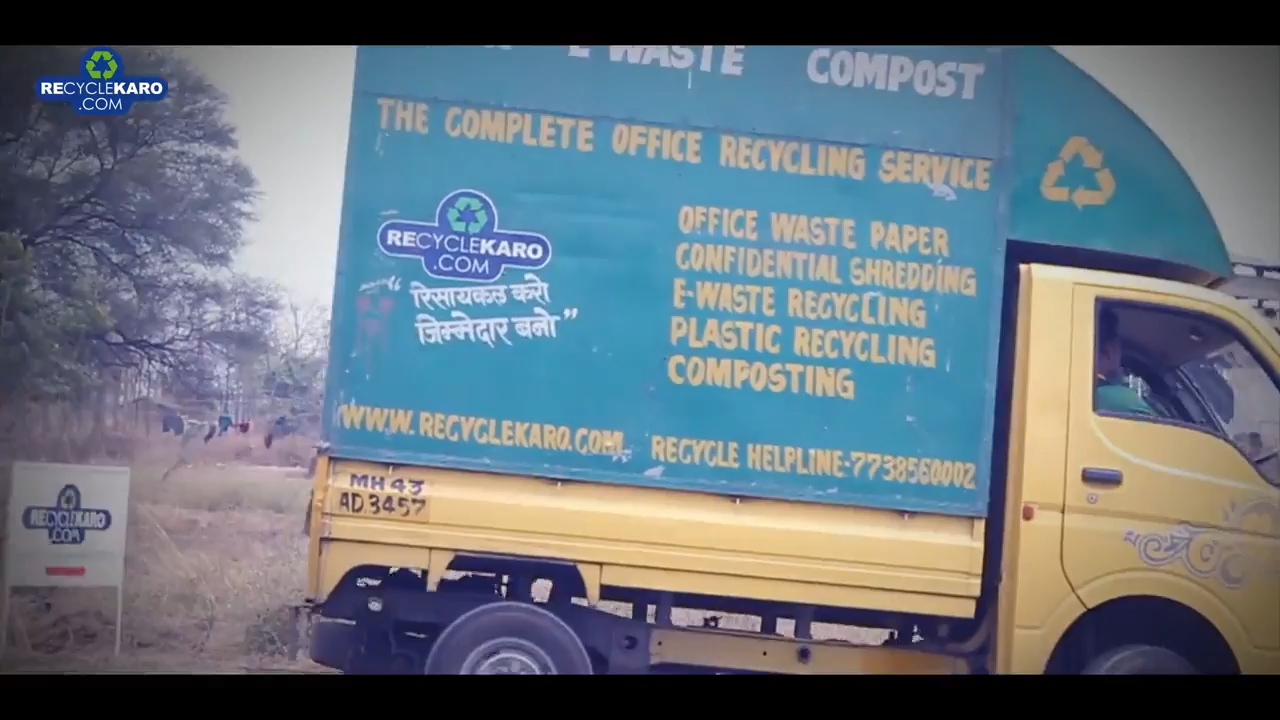 RECYCLEKARO
.COM
E-WASTE COMPOST
THE COMPLETE OFFICE RECYCLING SERVICE
RECYCLEKARO
.COM
"रिसायकल करो
जिम्मेदार बनो"
OFFICE WASTE PAPER
CONFIDENTIAL SHREDDING
E-WASTE RECYCLING
PLASTIC RECYCLING
COMPOSTING
WWW.RECYCLEKARO.COM RECYCLE HELPLINE-7738560002
MH 43
AD.3457
RECYCLEKARO
.COM